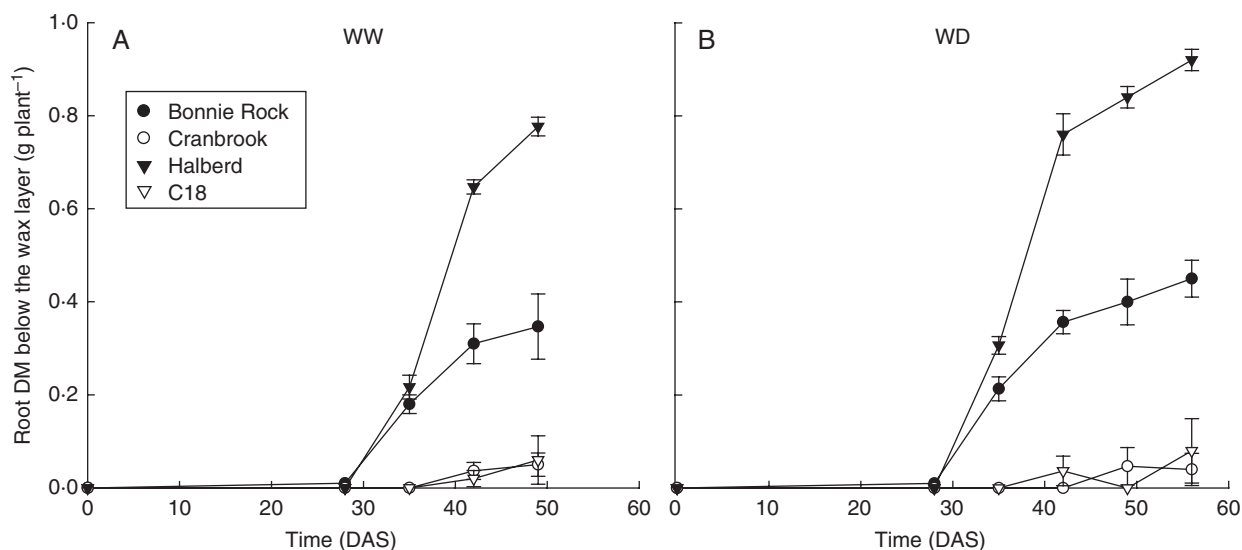 A
WW
B
WD
Bonnie Rock
Cranbrook
Halberd
C18
Root DM below the wax layer (g plant⁻¹)
1·0
0·8
0·6
0·4
0·2
0·0
0
10
20
30
40
50
60
0
10
20
30
40
50
60
Time (DAS)
Time (DAS)